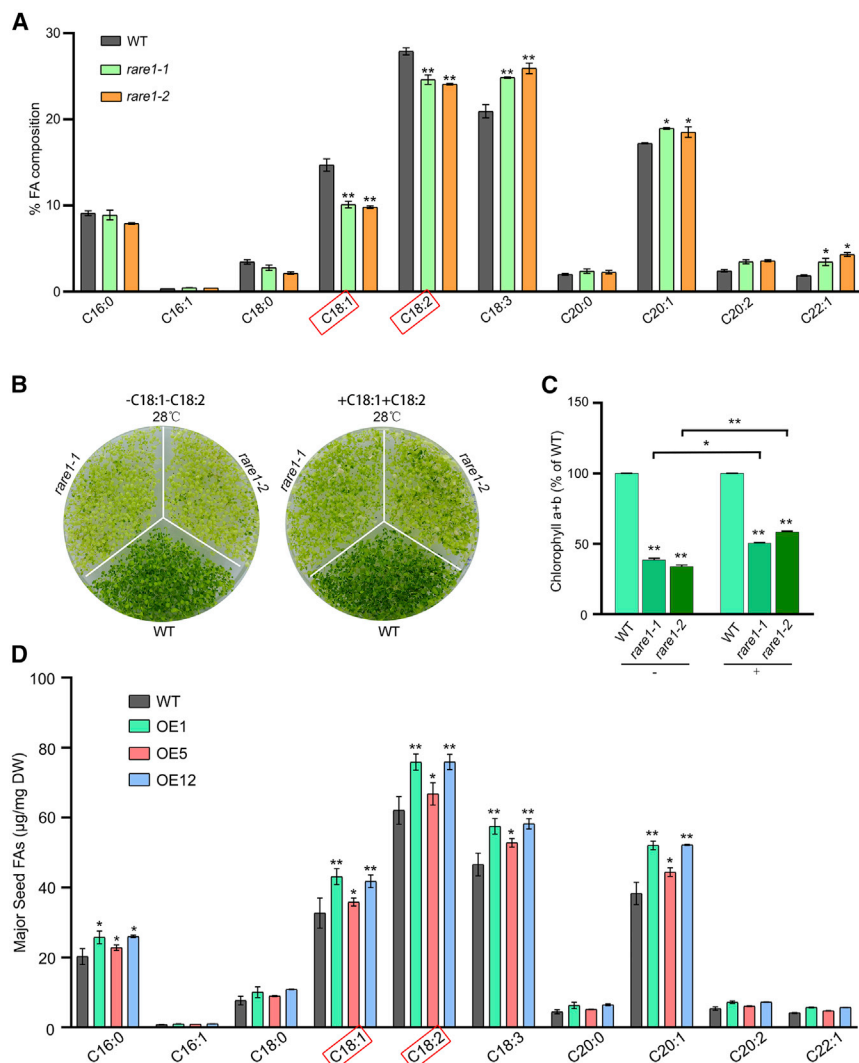 A
WT
rare1-1
rare1-2
% FA composition
30
20
10
0
** ** ** ** ** ** * * * *
C16:0 C16:1 C18:0 C18:1 C18:2 C18:3 C20:0 C20:1 C20:2 C22:1
B
-C18:1-C18:2
28℃
rare1-1
rare1-2
WT
+C18:1+C18:2
28℃
rare1-1
rare1-2
WT
C
Chlorophyll a+b (% of WT)
150
100
50
0
**
*
** ** ** **
WT rare1-1 rare1-2 WT rare1-1 rare1-2
- +
D
WT
OE1
OE5
OE12
Major Seed FAs (µg/mg DW)
100
80
60
40
20
0
* * * ** * ** ** * ** ** * ** ** * **
C16:0 C16:1 C18:0 C18:1 C18:2 C18:3 C20:0 C20:1 C20:2 C22:1